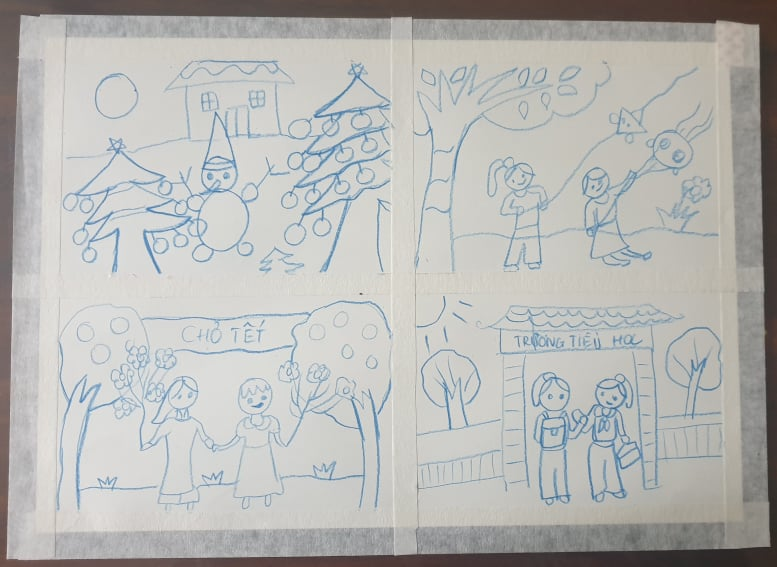 CHỢ TẾT
TRƯỜNG TIỂU HỌC